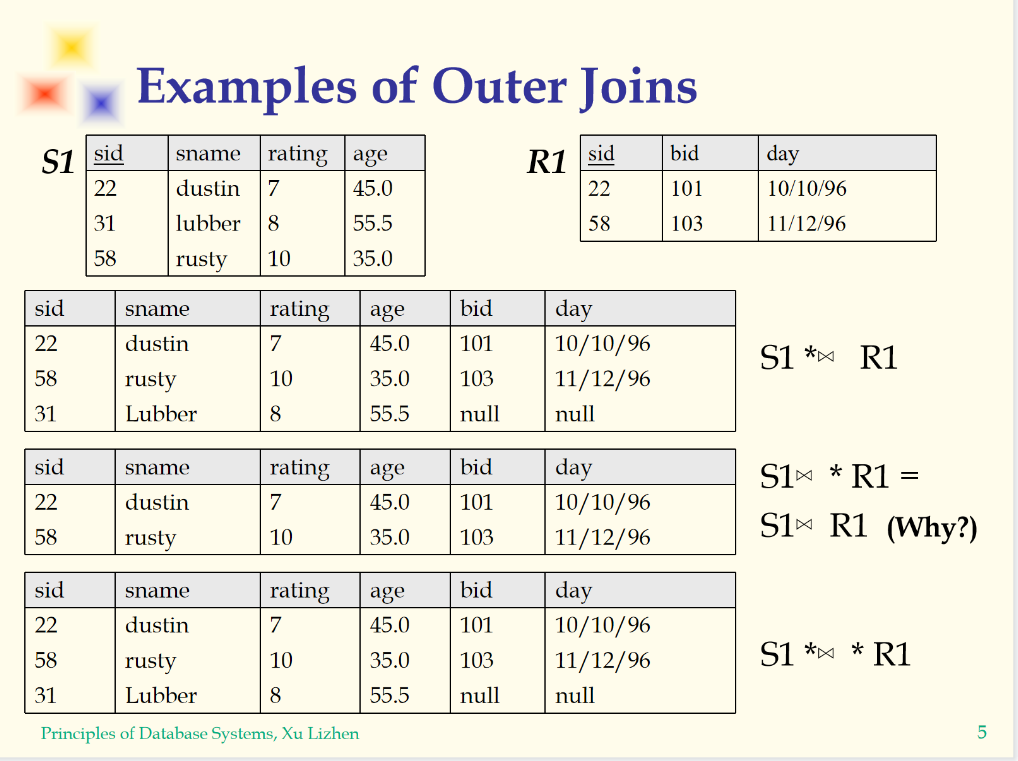 Examples of Outer Joins
S1
sid sname rating age
22 dustin 7 45.0
31 lubber 8 55.5
58 rusty 10 35.0
R1
sid bid day
22 101 10/10/96
58 103 11/12/96
sid sname rating age bid day
22 dustin 7 45.0 101 10/10/96
58 rusty 10 35.0 103 11/12/96
31 Lubber 8 55.5 null null
S1 *⋈ R1
sid sname rating age bid day
22 dustin 7 45.0 101 10/10/96
58 rusty 10 35.0 103 11/12/96
S1⋈ * R1 =
S1⋈ R1 (Why?)
sid sname rating age bid day
22 dustin 7 45.0 101 10/10/96
58 rusty 10 35.0 103 11/12/96
31 Lubber 8 55.5 null null
S1 *⋈ * R1
Principles of Database Systems, Xu Lizhen
5